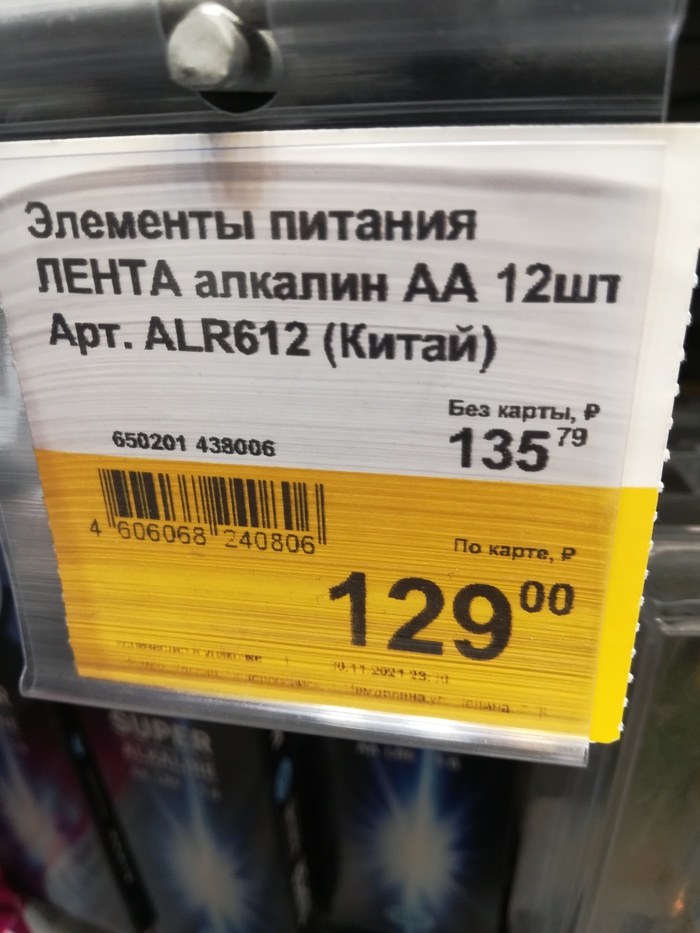 Элементы питания
ЛЕНТА алкалин АА 12шт
Арт. ALR612 (Китай)
Без карты, ₽
135 79
650201 438006
4 606068 240806
По карте, ₽
129 00
SUPER
ALKALINE